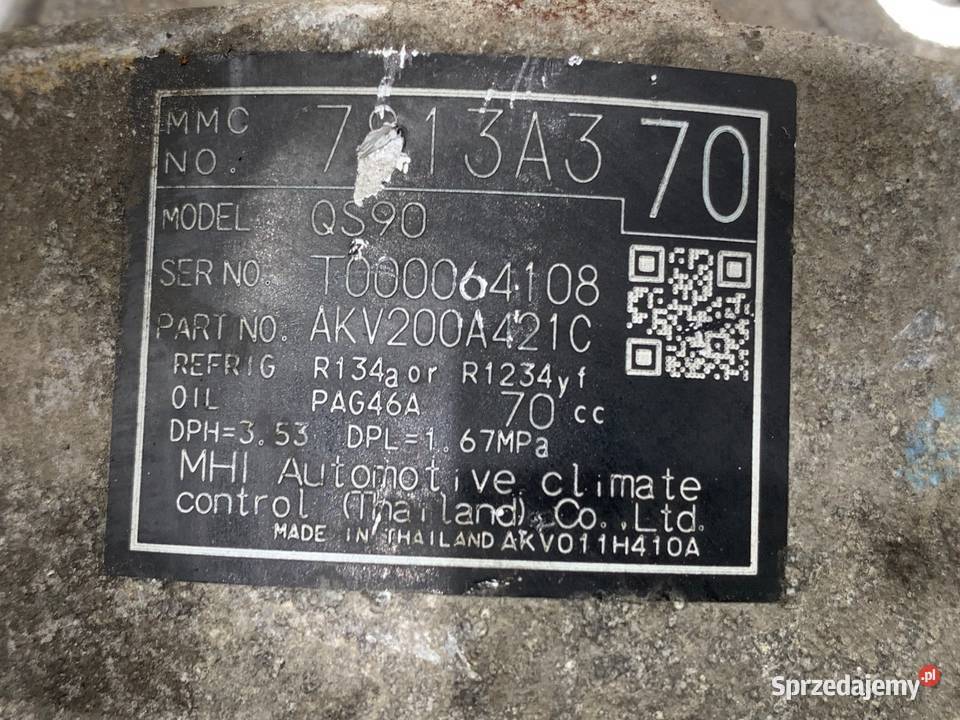 MMC
NO.
70
MODEL QS90
SER NO. T000064108
PART NO. AKV200A421C
REFRIG R134a or R1234yf
OIL PAG46A 70 cc
DPH=3.53 DPL=1.67MPa
MHI Automotive climate
control (Thailand) Co.,Ltd.
MADE IN THAILAND AKV011H410A
Sprzedajemy.pl